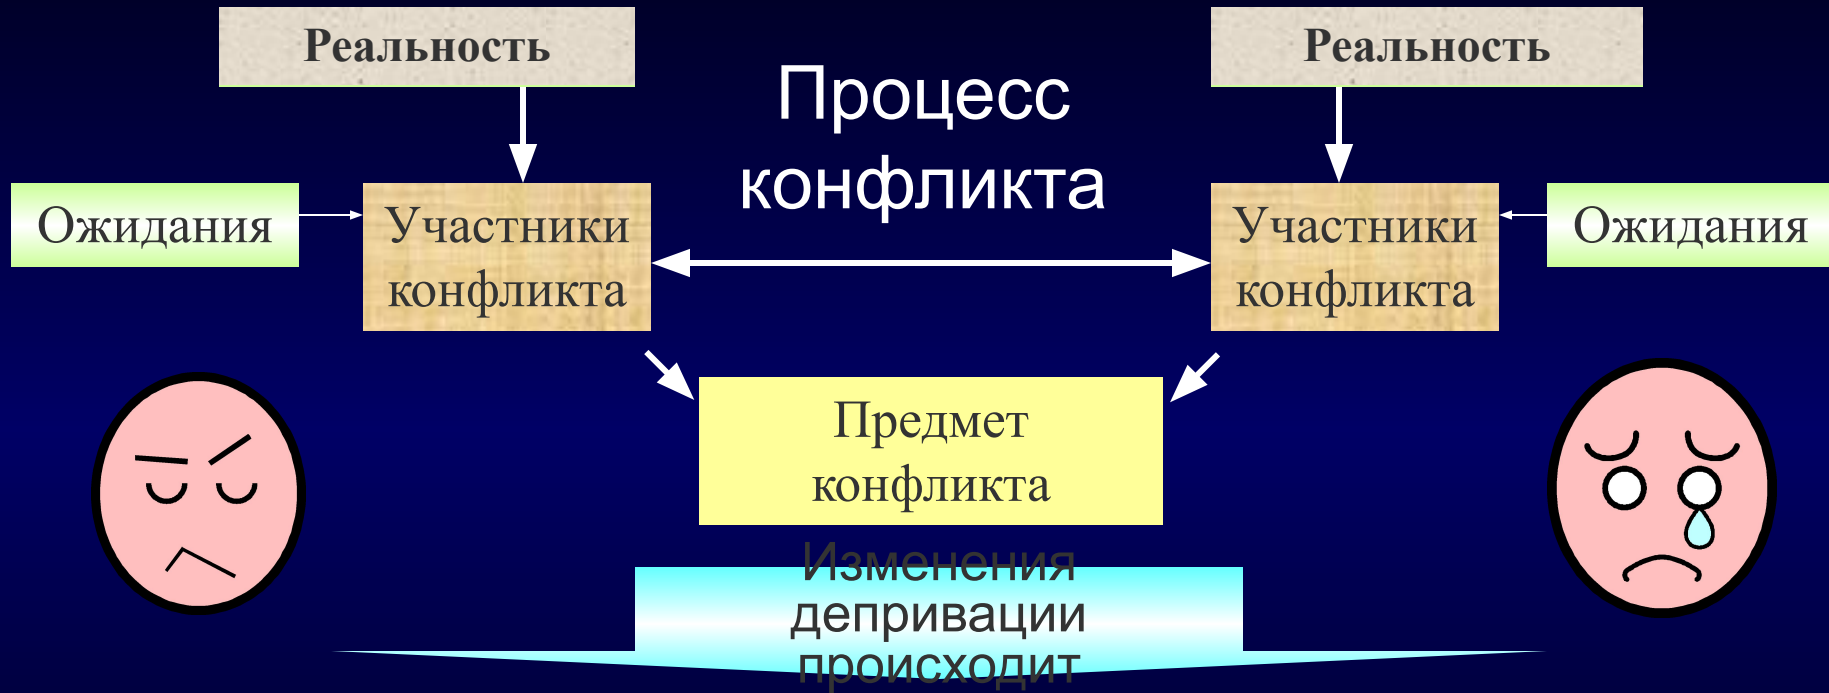 Реальность
Реальность
Процесс
конфликта
Ожидания
Участники
конфликта
Участники
конфликта
Ожидания
Предмет
конфликта
Изменения
депривации
происходит